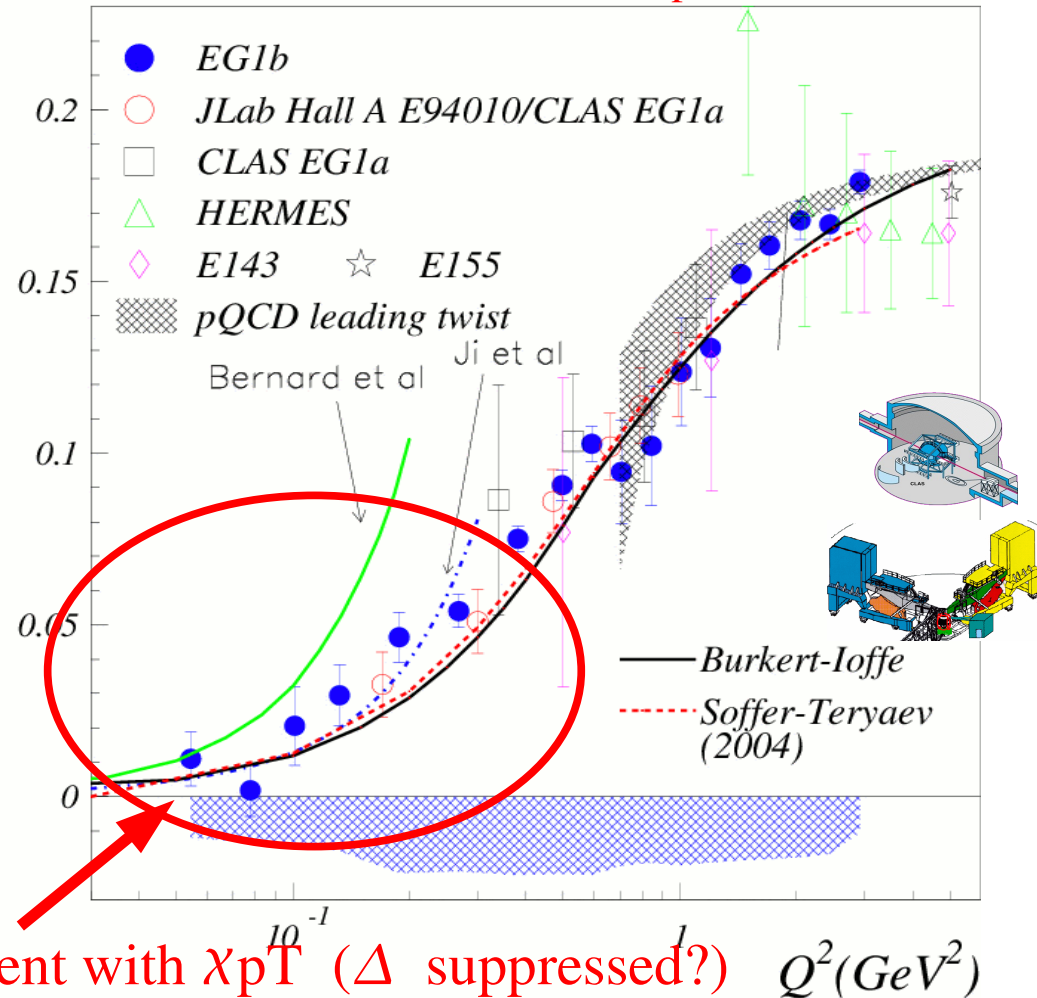 EG1b
JLab Hall A E94010/CLAS EG1a
CLAS EG1a
HERMES
E143 E155
pQCD leading twist
Ji et al
Bernard et al
0.2
0.15
0.1
0.05
0
CLAS
Burkert-Ioffe
Soffer-Teryaev
(2004)
10^-1 1
ent with χpT (Δ suppressed?) Q²(GeV²)